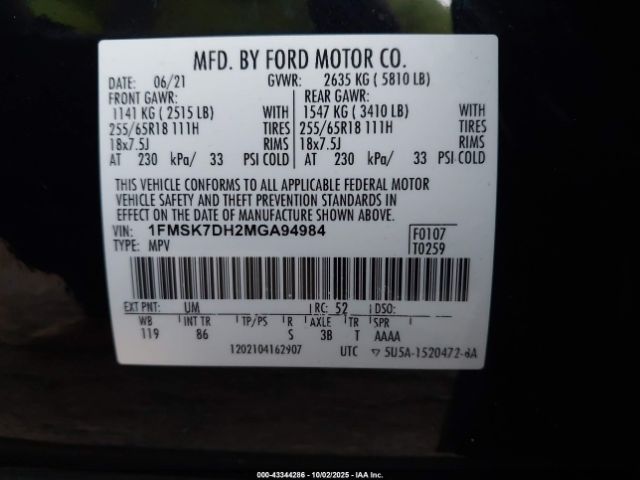 MFD. BY FORD MOTOR CO.
DATE: 06/21 GVWR: 2635 KG ( 5810 LB)
FRONT GAWR: REAR GAWR:
1141 KG ( 2515 LB) WITH 1547 KG ( 3410 LB) WITH
255/65R18 111H TIRES 255/65R18 111H TIRES
18x7.5J RIMS 18x7.5J RIMS
AT 230 kPa/ 33 PSI COLD AT 230 kPa/ 33 PSI COLD
THIS VEHICLE CONFORMS TO ALL APPLICABLE FEDERAL MOTOR
VEHICLE SAFETY AND THEFT PREVENTION STANDARDS IN
EFFECT ON THE DATE OF MANUFACTURE SHOWN ABOVE.
VIN: 1FMSK7DH2MGA94984 F0107
TYPE: MPV T0259
EXT PNT: UM RC: 52 DSO:
WB INT TR TP/PS R AXLE TR SPR
119 86 S 3B T AAAA
1202104162907 UTC ▽ 5U5A-1520472-AA
000-43344286 - 10/02/2025 - IAAI.COM